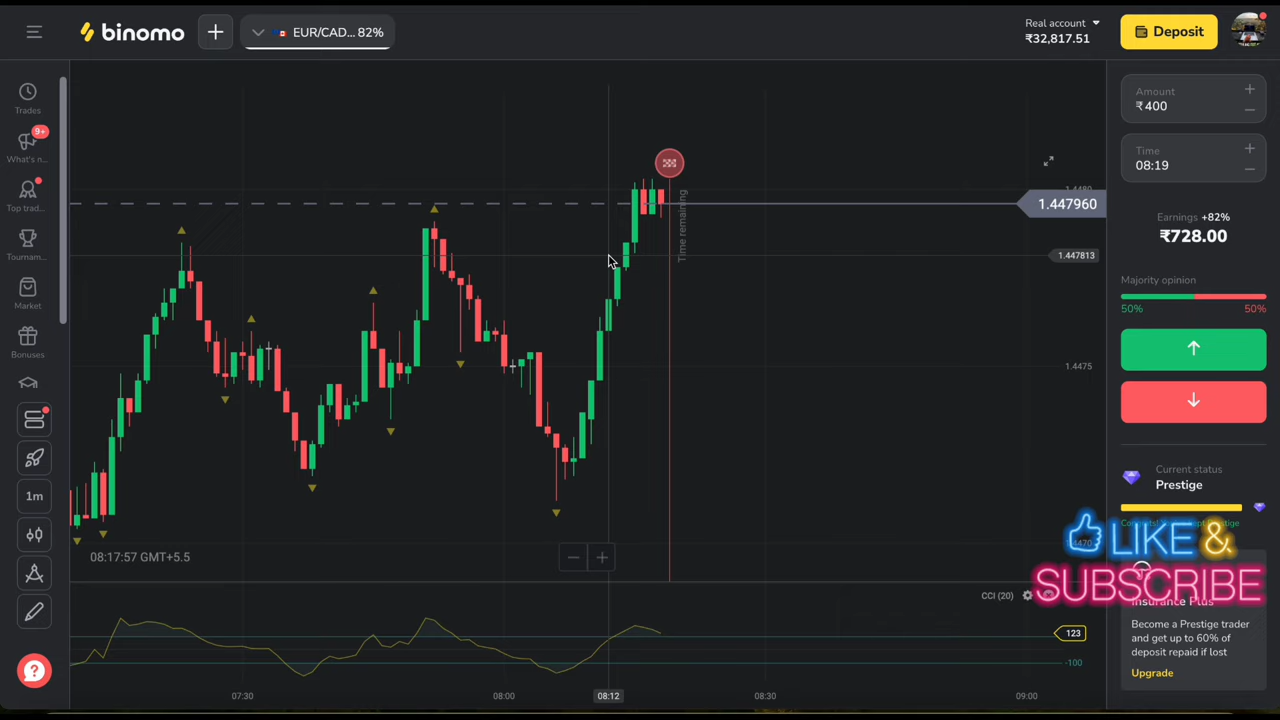 binomo
+
EUR/CAD... 82%
Real account
₹32,817.51
Deposit
Trades
9+
What's n...
Top trad...
Tournam...
Market
Bonuses
1m
?
Time remaining
1.4480
1.447960
1.447813
1.4475
1.4470
08:17:57 GMT+5.5
− +
CCI (20)
123
-100
07:30
08:00
08:12
08:30
09:00
Amount
₹400
+
−
Time
08:19
+
−
Earnings +82%
₹728.00
Majority opinion
50% 50%
Current status
Prestige
LIKE &
SUBSCRIBE
Insurance Plus
Become a Prestige trader
and get up to 60% of
deposit repaid if lost
Upgrade